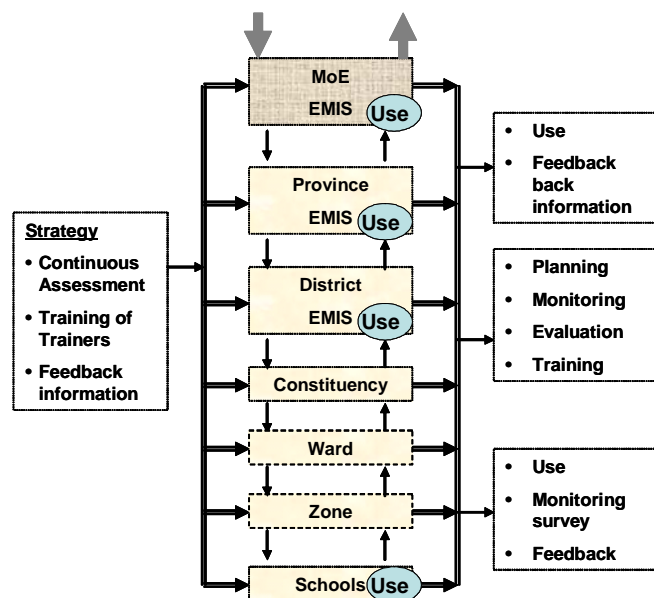 MoE
EMIS
Use
Province
EMIS
Use
District
EMIS
Use
Constituency
Ward
Zone
Schools
Use
Strategy
• Continuous
Assessment
• Training of
Trainers
• Feedback
information
• Use
• Feedback
back
information
• Planning
• Monitoring
• Evaluation
• Training
• Use
• Monitoring
survey
• Feedback